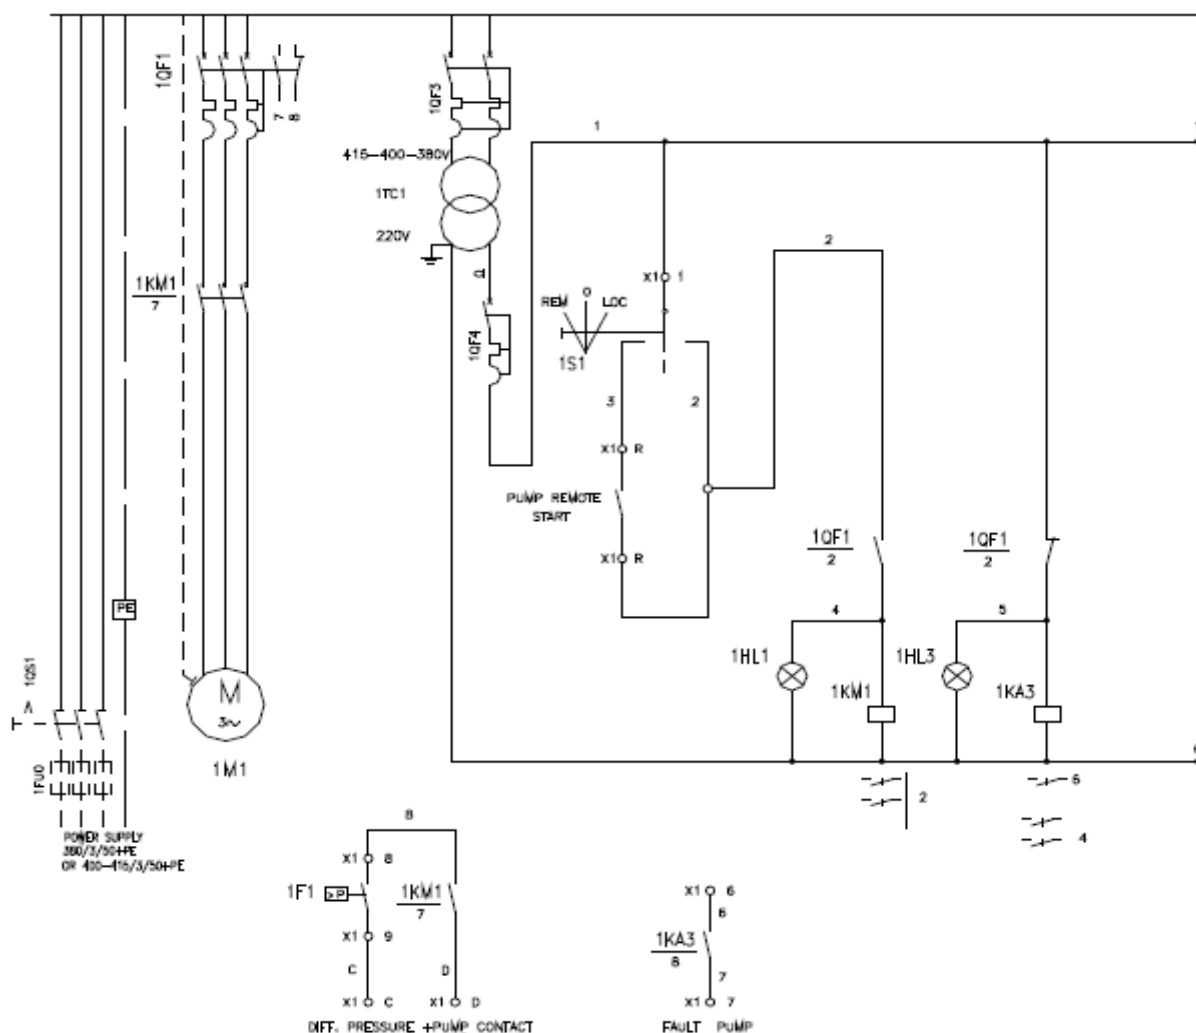 1QF1
7
8
1QF3
1
415-400-380V
1TC1
220V
0
1QF4
1KM1
7
X1 1
REM 0 LOC
1S1
2
3
2
X1 R
PUMP REMOTE
START
X1 R
1QF1
2
1QF1
2
PE
4
5
1HL1
1KM1
1HL3
1KA3
1QS1
M
3~
1M1
1FU0
2
6
4
POWER SUPPLY
380/3/50+PE
OR 400-415/3/50+PE
8
X1 8
1F1
>P
1KM1
7
X1 9
C
D
X1 C
X1 D
DIFF. PRESSURE +PUMP CONTACT
X1 6
6
1KA3
8
7
X1 7
FAULT PUMP